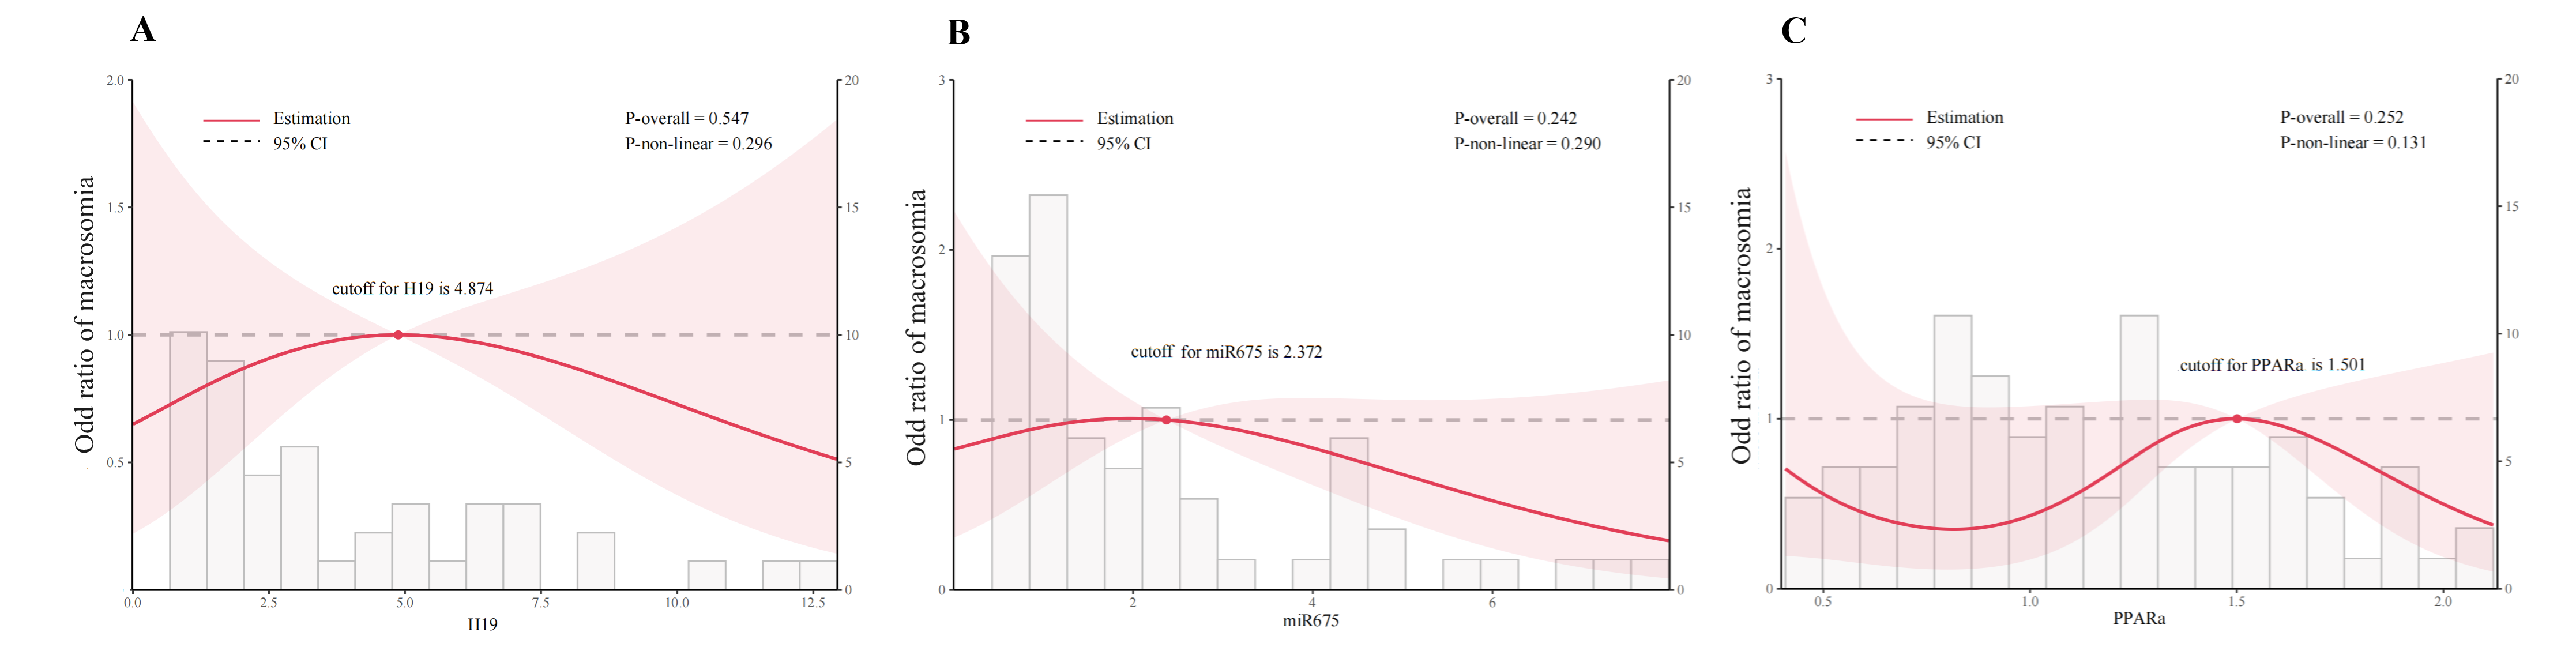 A
2.0
1.5
1.0
0.5
20
15
10
5
0
Estimation
95% CI
P-overall = 0.547
P-non-linear = 0.296
cutoff for H19 is 4.874
Odd ratio of macrosomia
0.0 2.5 5.0 7.5 10.0 12.5
H19
B
3
2
1
0
20
15
10
5
0
Estimation
95% CI
P-overall = 0.242
P-non-linear = 0.290
cutoff for miR675 is 2.372
Odd ratio of macrosomia
2 4 6
miR675
C
3
2
1
0
20
15
10
5
0
Estimation
95% CI
P-overall = 0.252
P-non-linear = 0.131
cutoff for PPARa is 1.501
Odd ratio of macrosomia
0.5 1.0 1.5 2.0
PPARa